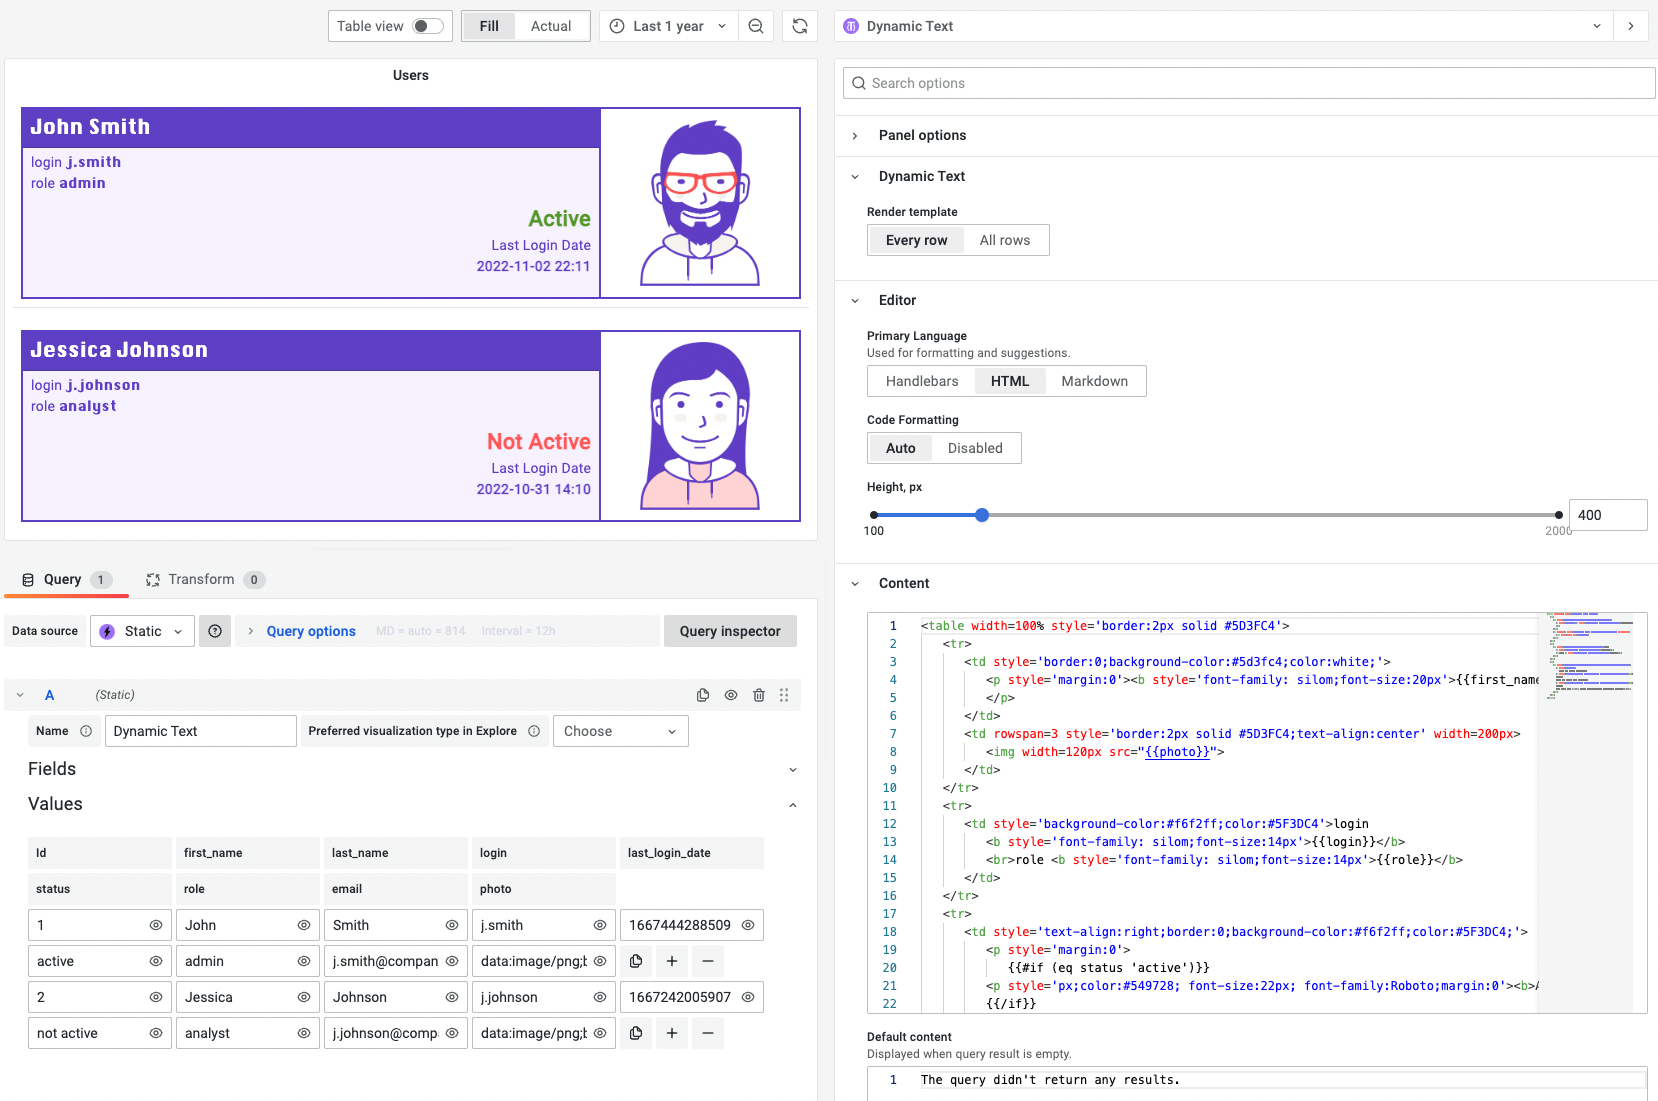 Table view
Fill
Actual
Last 1 year
Dynamic Text
Users
John Smith
login j.smith
role admin
Active
Last Login Date
2022-11-02 22:11
Jessica Johnson
login j.johnson
role analyst
Not Active
Last Login Date
2022-10-31 14:10
Query 1
Transform 0
Data source
Static
Query options
MD = auto = 814
Interval = 12h
Query inspector
A
(Static)
Name
Dynamic Text
Preferred visualization type in Explore
Choose
Fields
Values
Id first_name last_name login last_login_date
status role email photo
1 John Smith j.smith 1667444288509
active admin j.smith@compan data:image/png;b
2 Jessica Johnson j.johnson 1667242005907
not active analyst j.johnson@comp. data:image/png;b
Search options
Panel options
Dynamic Text
Render template
Every row
All rows
Editor
Primary Language
Used for formatting and suggestions.
Handlebars
HTML
Markdown
Code Formatting
Auto
Disabled
Height, px
100
2000
400
Content
1 <table width=100% style='border:2px solid #5D3FC4'>
2 <tr>
3 <td style='border:0;background-color:#5d3fc4;color:white;'>
4 <p style='margin:0'><b style='font-family: silom;font-size:20px'>{{first_name
5 </p>
6 </td>
7 <td rowspan=3 style='border:2px solid #5D3FC4;text-align:center' width=200px>
8 <img width=120px src="{{photo}}">
9 </td>
10 </tr>
11 <tr>
12 <td style='background-color:#f6f2ff;color:#5F3DC4'>login
13 <b style='font-family: silom;font-size:14px'>{{login}}</b>
14 <br>role <b style='font-family: silom;font-size:14px'>{{role}}</b>
15 </td>
16 </tr>
17 <tr>
18 <td style='text-align:right;border:0;background-color:#f6f2ff;color:#5F3DC4;'>
19 <p style='margin:0'>
20 {{#if (eq status 'active')}}
21 <p style='px;color:#549728; font-size:22px; font-family:Roboto;margin:0'><b>A
22 {{/if}}
Default content
Displayed when query result is empty.
1 The query didn't return any results.